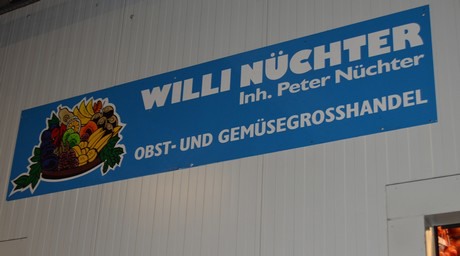 WILLI NÜCHTER
Inh. Peter Nüchter
OBST- UND GEMÜSEGROSSHANDEL